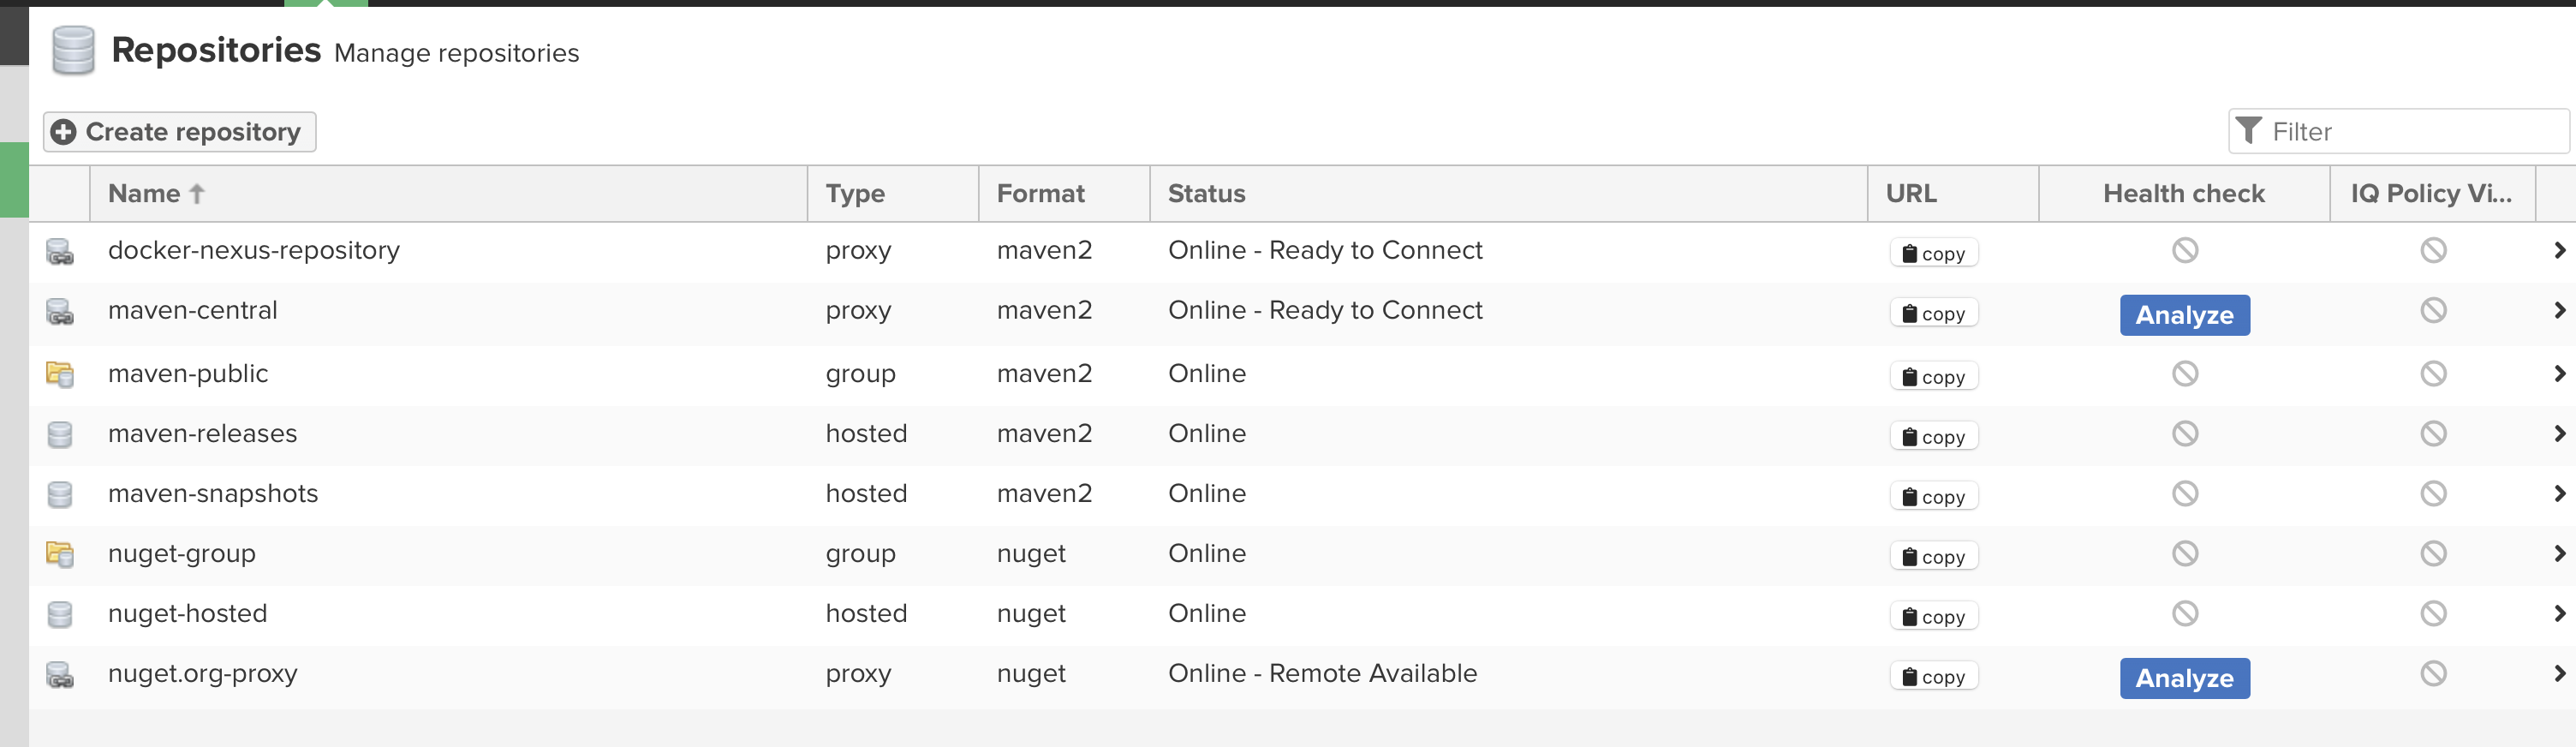 Repositories Manage repositories
Create repository
Filter
Name Type Format Status URL Health check IQ Policy Vi...
docker-nexus-repository proxy maven2 Online - Ready to Connect copy
maven-central proxy maven2 Online - Ready to Connect copy Analyze
maven-public group maven2 Online copy
maven-releases hosted maven2 Online copy
maven-snapshots hosted maven2 Online copy
nuget-group group nuget Online copy
nuget-hosted hosted nuget Online copy
nuget.org-proxy proxy nuget Online - Remote Available copy Analyze